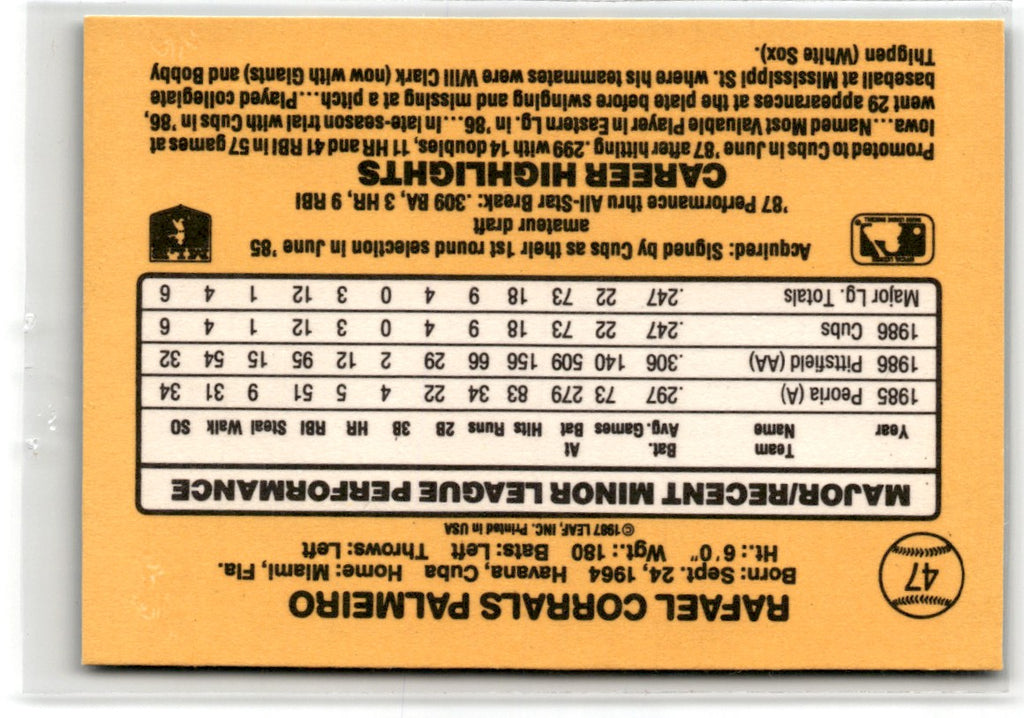 47
RAFAEL CORRALS PALMEIRO
Born: Sept. 24, 1964 Havana, Cuba Home: Miami, Fla.
Ht.: 6'0" Wgt.: 180 Bats: Left Throws: Left
©1987 LEAF, INC. Printed in USA
MAJOR/RECENT MINOR LEAGUE PERFORMANCE
Year Team Name Bat. Avg. Games At Bat Hits Runs 2B 3B HR RBI Steal Walk SO
1985 Peoria (A) .297 73 279 83 34 22 4 5 51 9 31 34
1986 Pittsfield (AA) .306 140 509 156 66 29 2 12 95 15 54 32
1986 Cubs .247 22 73 18 9 4 0 3 12 1 4 6
Major Lg. Totals .247 22 73 18 9 4 0 3 12 1 4 6
Acquired: Signed by Cubs as their 1st round selection in June '85
amateur draft
'87 Performance thru All-Star Break: .309 BA, 3 HR, 9 RBI
CAREER HIGHLIGHTS
Promoted to Cubs in June '87 after hitting .299 with 14 doubles, 11 HR and 41 RBI in 57 games at
Iowa....Named Most Valuable Player in Eastern Lg. in '86....In late-season trial with Cubs in '86,
went 29 appearances at the plate before swinging and missing at a pitch....Played collegiate
baseball at Mississippi St. where his teammates were Will Clark (now with Giants) and Bobby
Thigpen (White Sox).